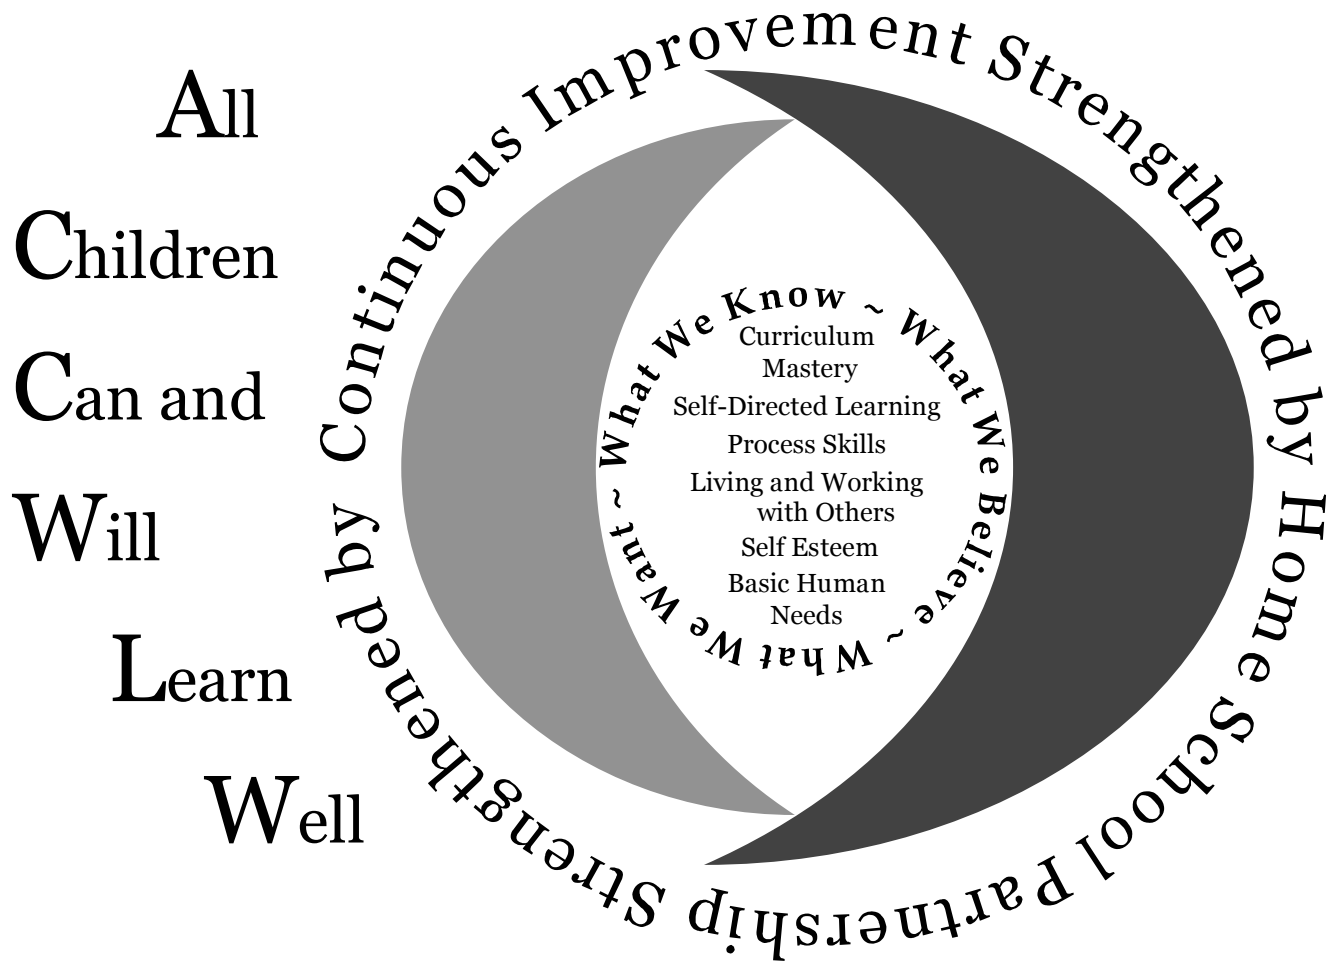 All
Children
Can and
Will
Learn
Well
Continuous Improvement Strengthened by Home School Partnership Strengthened by
What We Know ~ What We Believe ~ What We Want ~
Curriculum
Mastery
Self-Directed Learning
Process Skills
Living and Working
with Others
Self Esteem
Basic Human
Needs